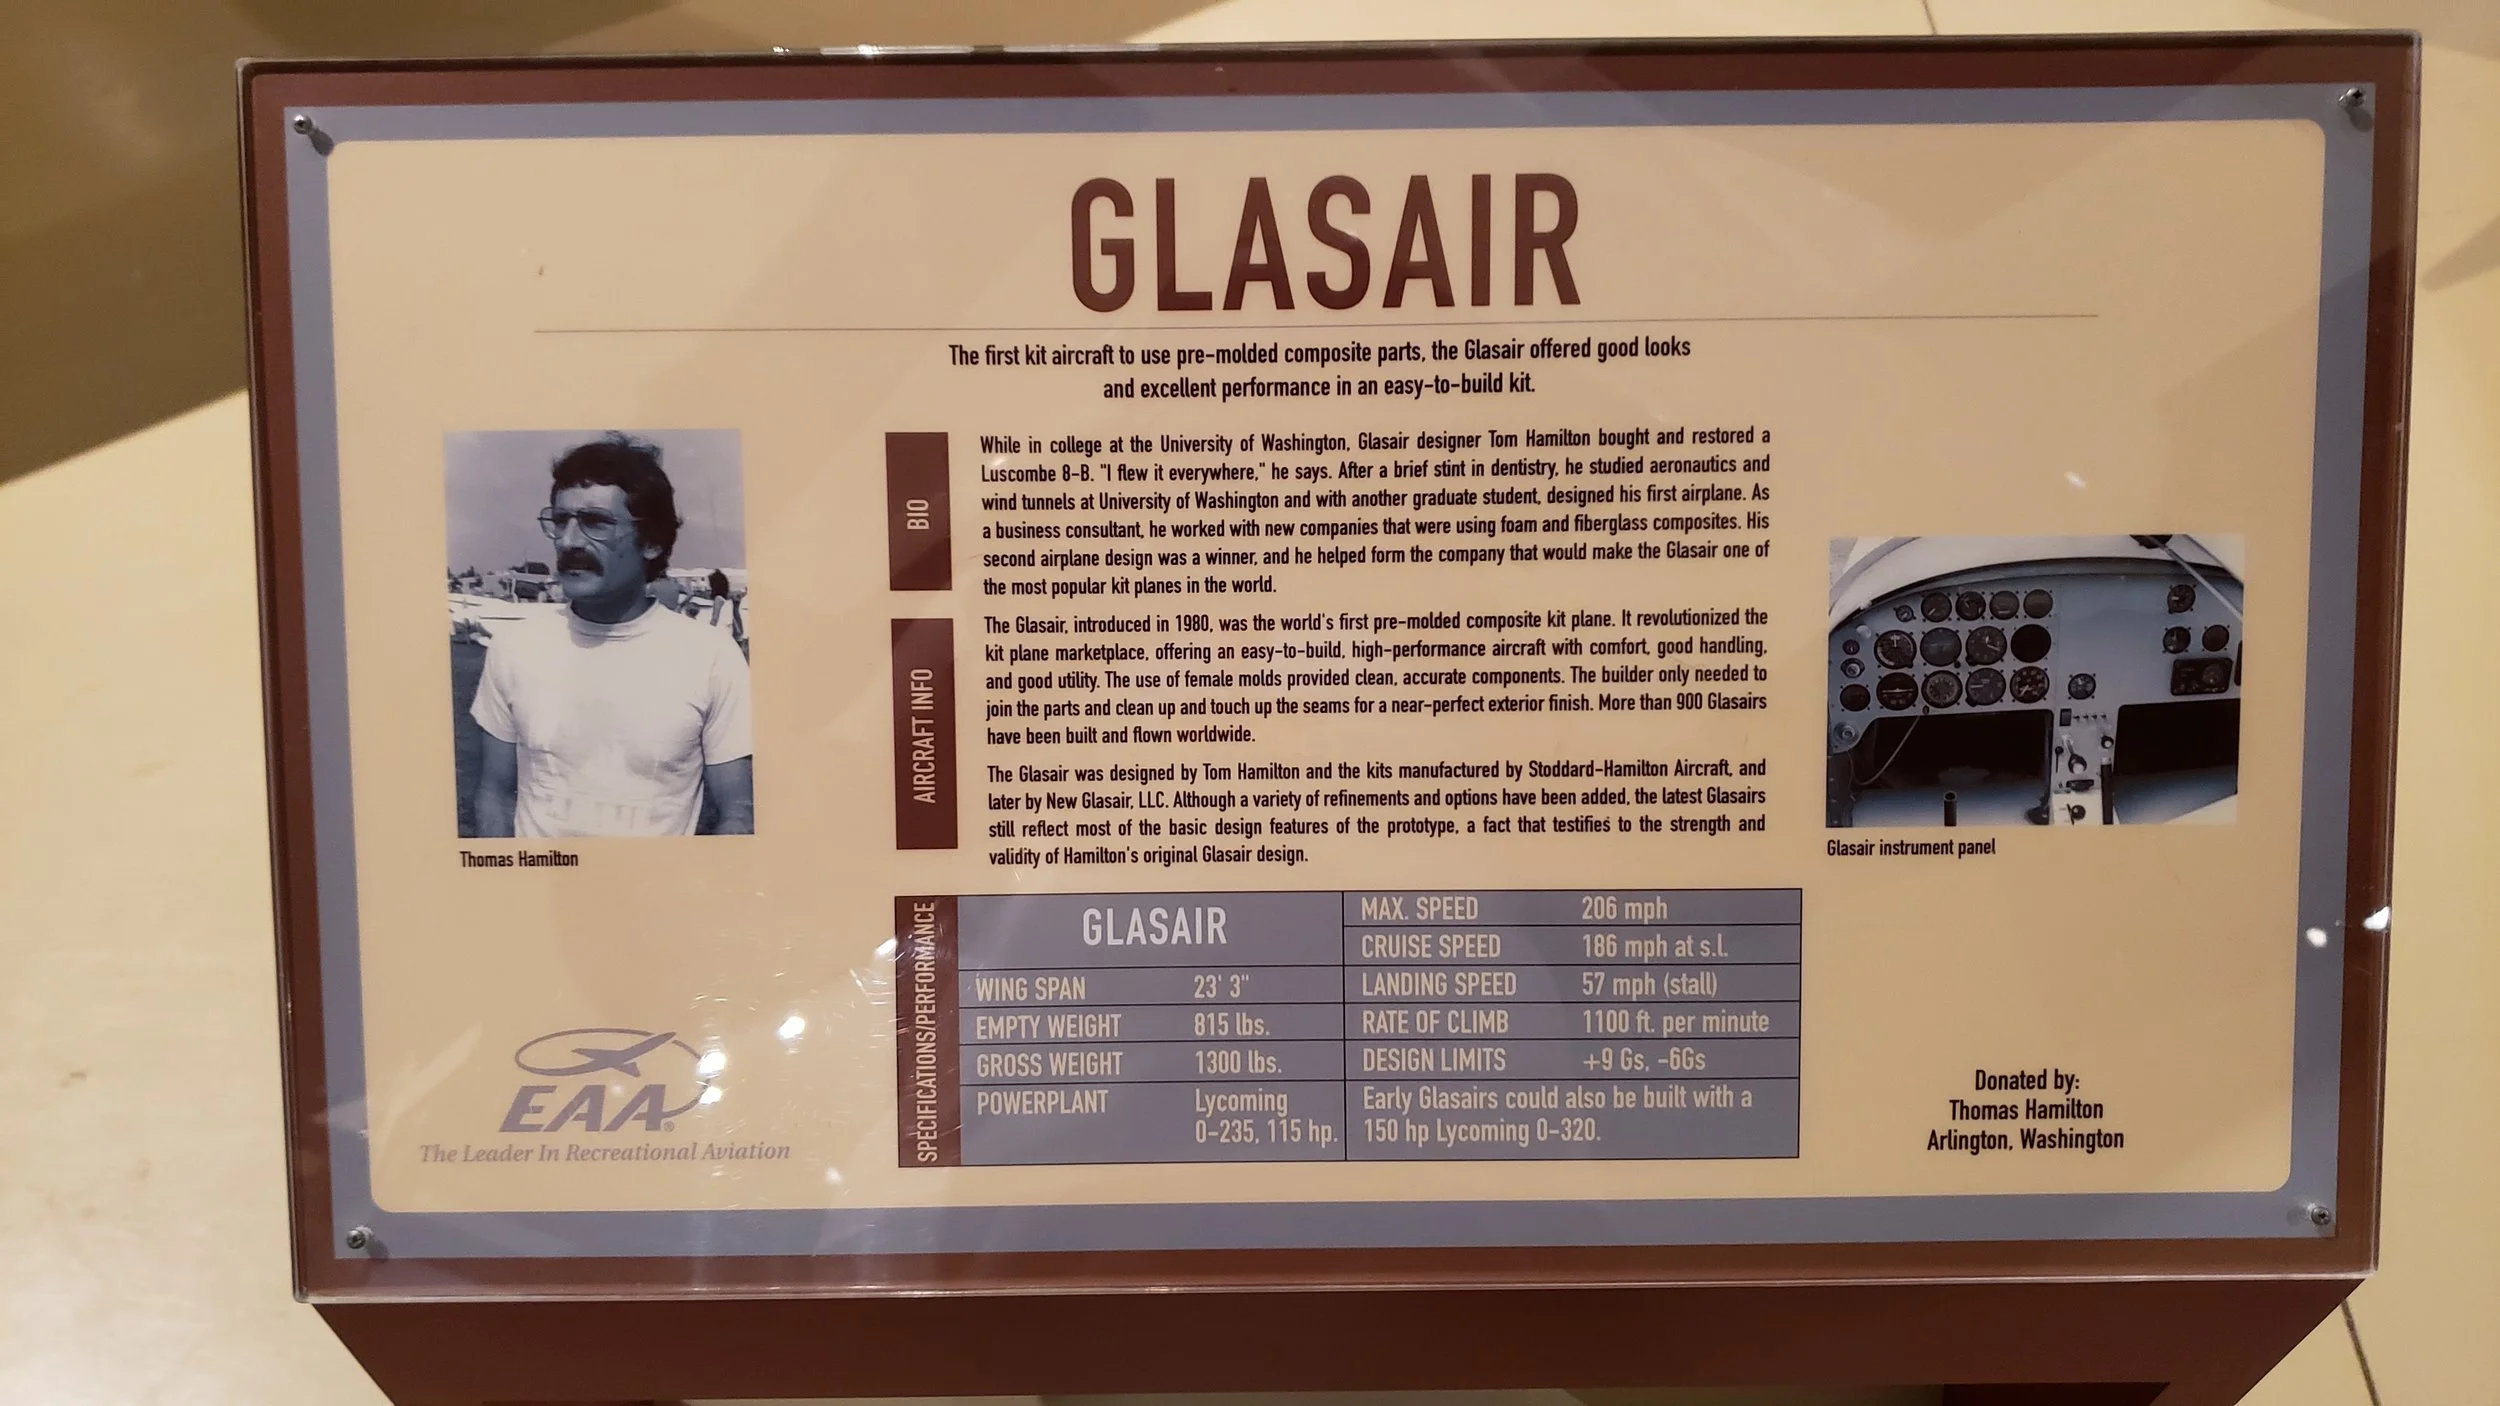 GLASAIR
The first kit aircraft to use pre-molded composite parts, the Glasair offered good looks
and excellent performance in an easy-to-build kit.
BIO
While in college at the University of Washington, Glasair designer Tom Hamilton bought and restored a
Luscombe 8-B. "I flew it everywhere," he says. After a brief stint in dentistry, he studied aeronautics and
wind tunnels at University of Washington and with another graduate student, designed his first airplane. As
a business consultant, he worked with new companies that were using foam and fiberglass composites. His
second airplane design was a winner, and he helped form the company that would make the Glasair one of
the most popular kit planes in the world.
AIRCRAFT INFO
The Glasair, introduced in 1980, was the world's first pre-molded composite kit plane. It revolutionized the
kit plane marketplace, offering an easy-to-build, high-performance aircraft with comfort, good handling,
and good utility. The use of female molds provided clean, accurate components. The builder only needed to
join the parts and clean up and touch up the seams for a near-perfect exterior finish. More than 900 Glasairs
have been built and flown worldwide.
The Glasair was designed by Tom Hamilton and the kits manufactured by Stoddard-Hamilton Aircraft, and
later by New Glasair, LLC. Although a variety of refinements and options have been added, the latest Glasairs
still reflect most of the basic design features of the prototype, a fact that testifies to the strength and
validity of Hamilton's original Glasair design.
Thomas Hamilton
Glasair instrument panel
SPECIFICATIONS/PERFORMANCE
GLASAIR
WING SPAN 23' 3"
EMPTY WEIGHT 815 lbs.
GROSS WEIGHT 1300 lbs.
POWERPLANT Lycoming
0-235, 115 hp.
MAX. SPEED 206 mph
CRUISE SPEED 186 mph at s.l.
LANDING SPEED 57 mph (stall)
RATE OF CLIMB 1100 ft. per minute
DESIGN LIMITS +9 Gs, -6Gs
Early Glasairs could also be built with a
150 hp Lycoming 0-320.
EAA®
The Leader In Recreational Aviation
Donated by:
Thomas Hamilton
Arlington, Washington